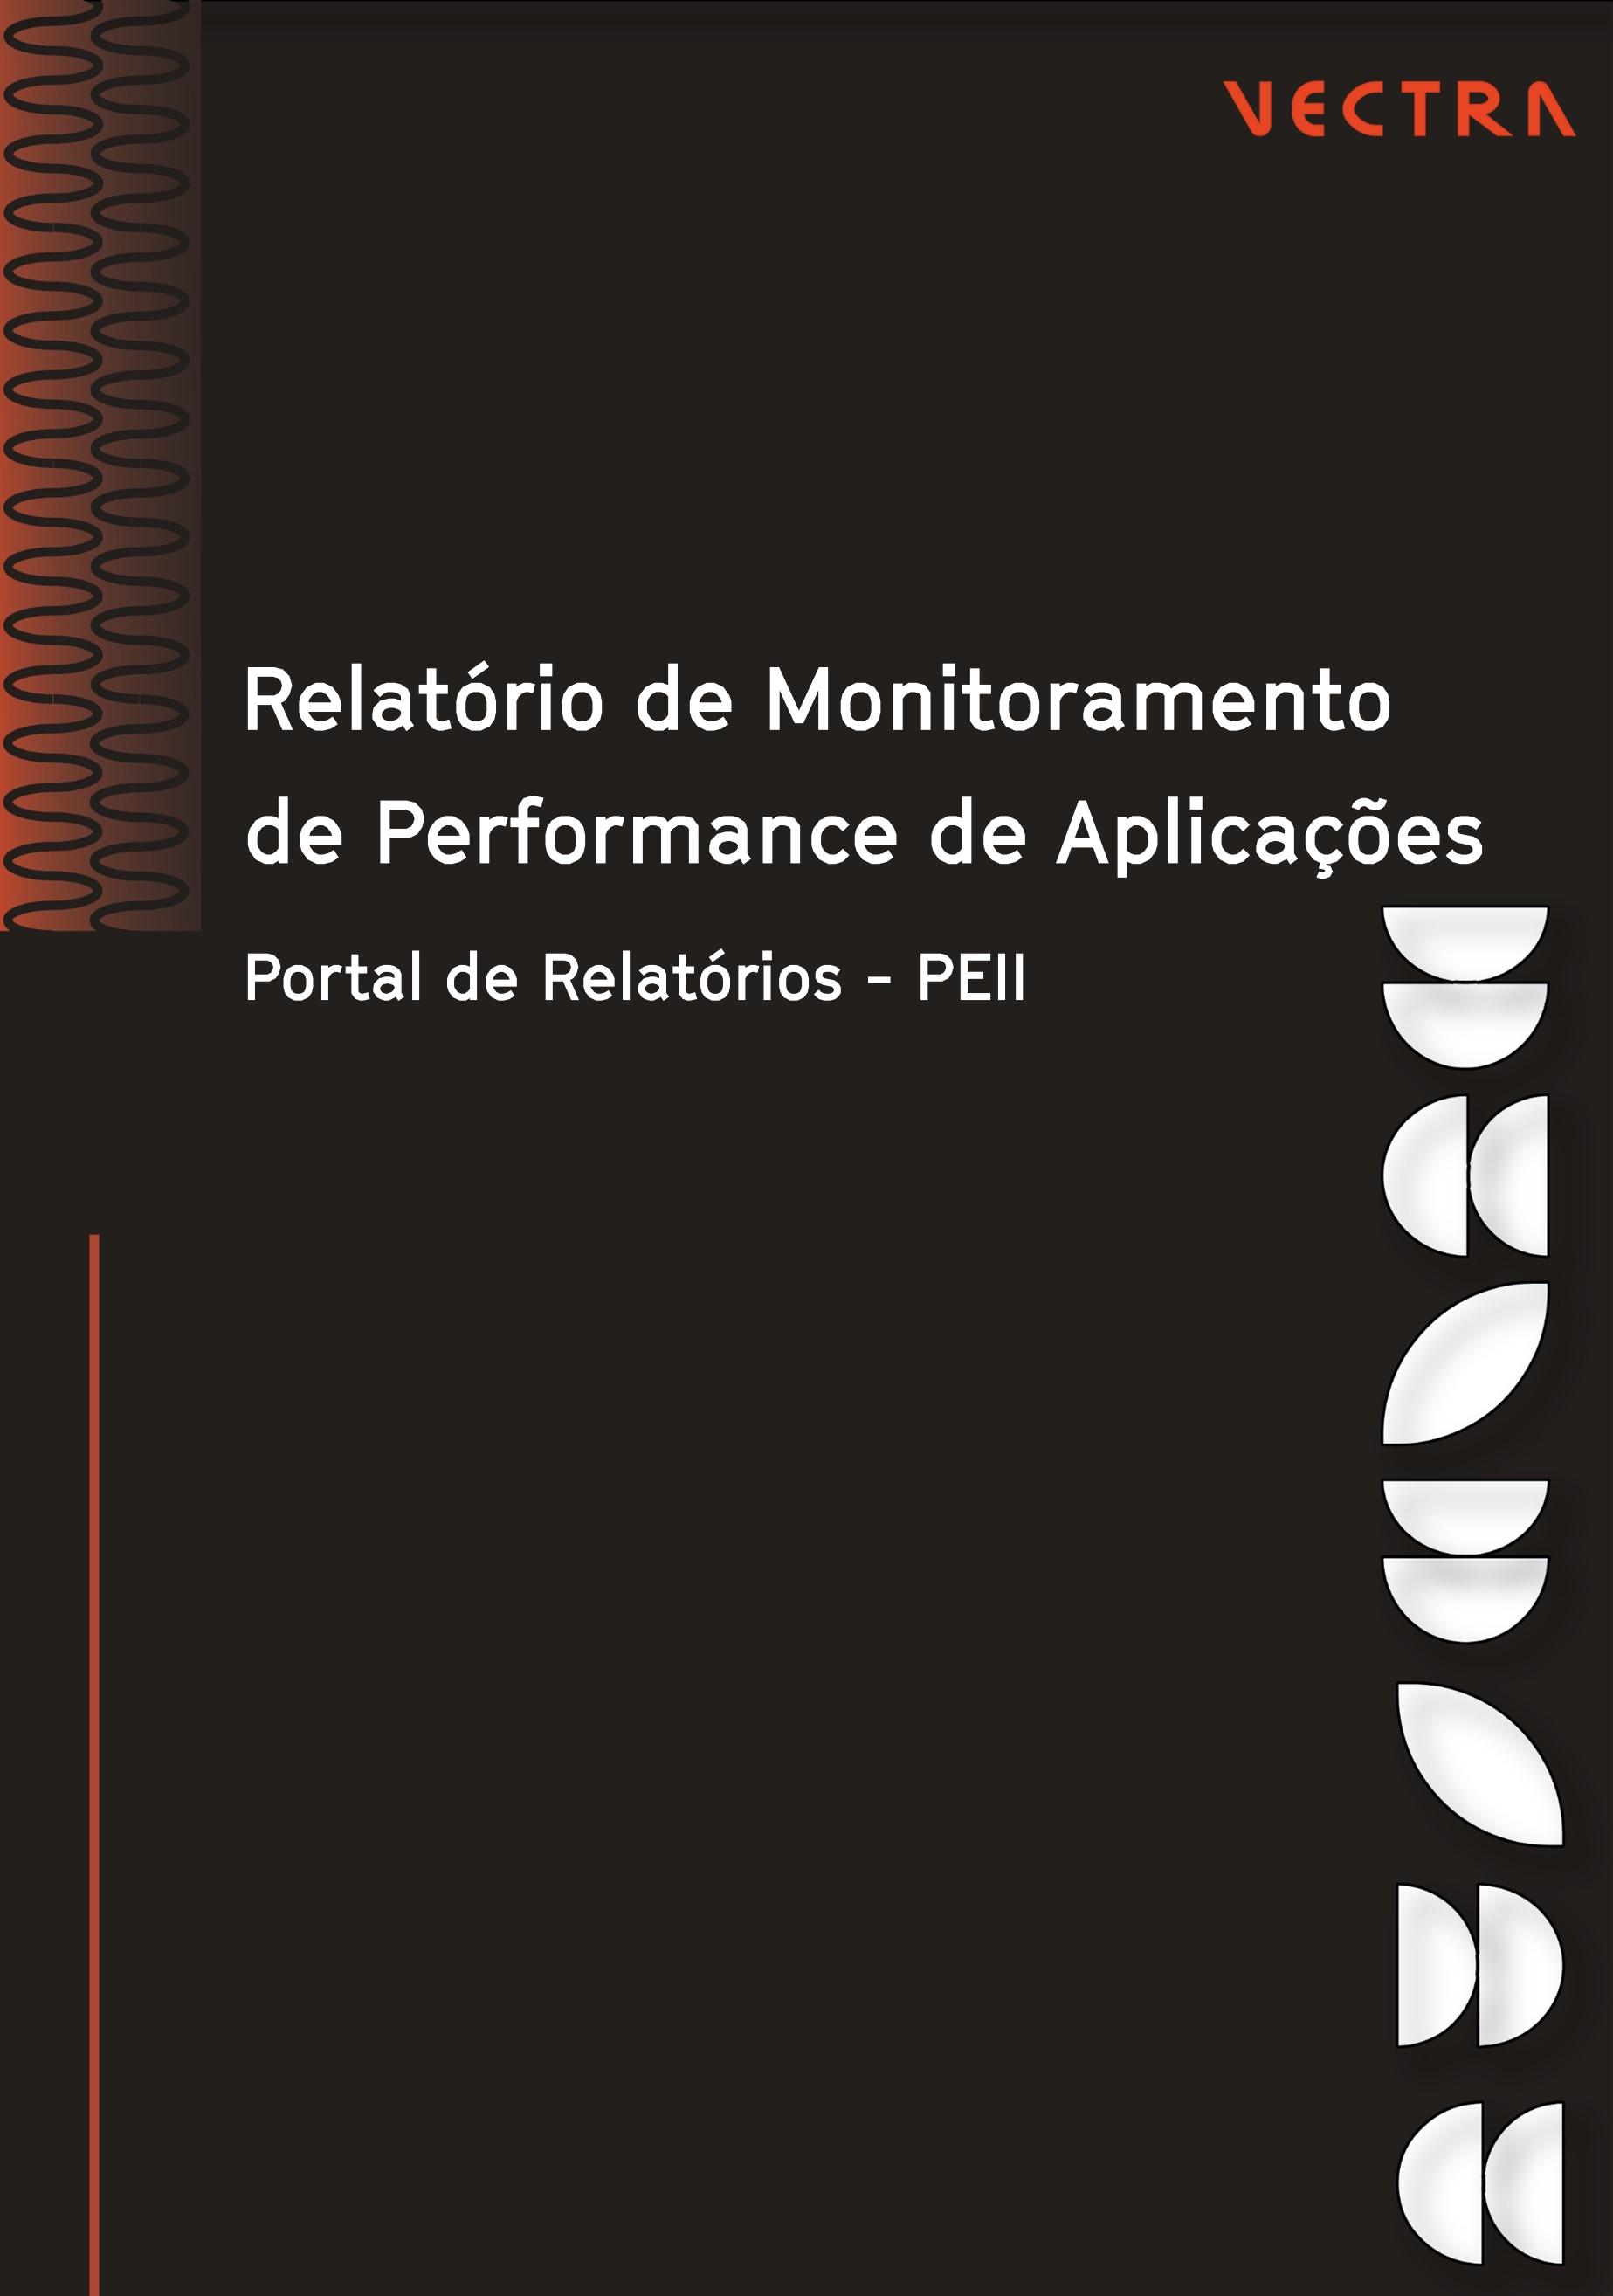 VECTRA
Relatório de Monitoramento
de Performance de Aplicações
Portal de Relatórios - PEII